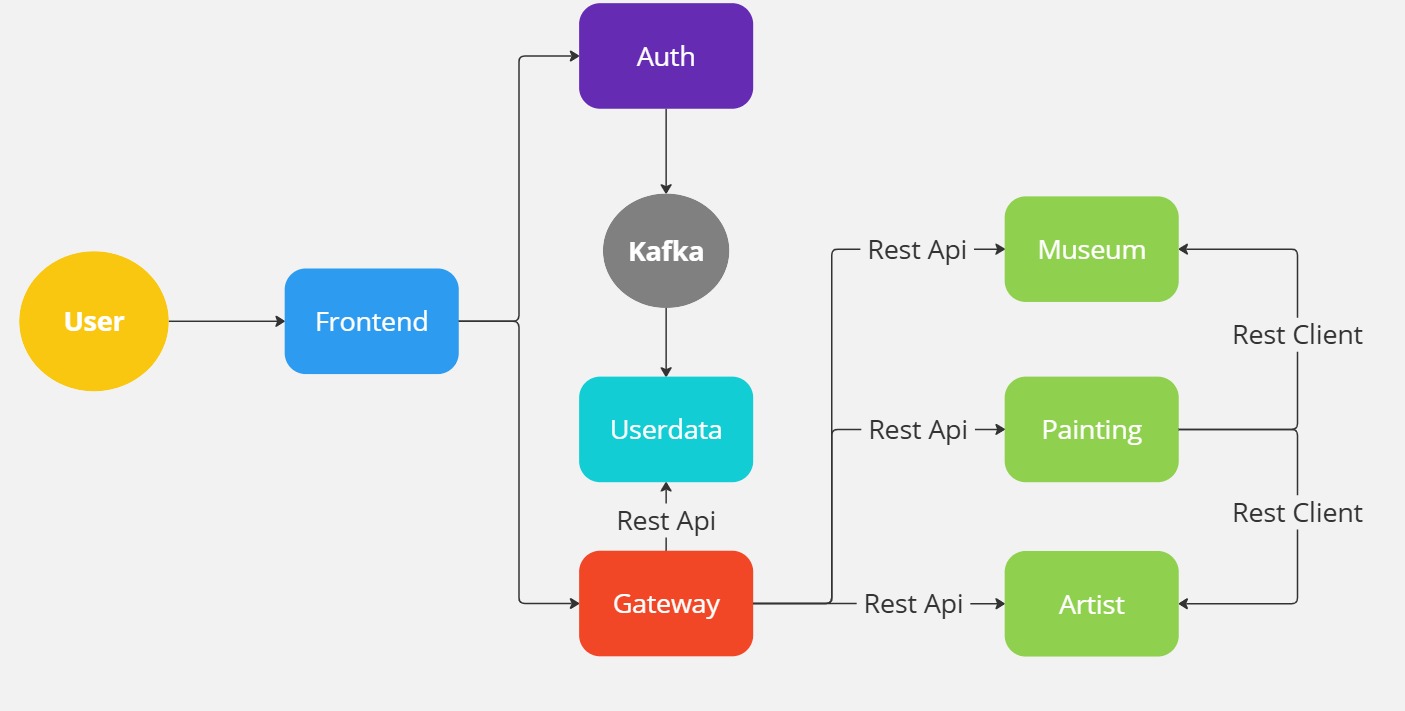 Auth
Kafka
User
Frontend
Userdata
Rest Api
Gateway
Rest Api
Museum
Rest Client
Rest Api
Painting
Rest Client
Rest Api
Artist